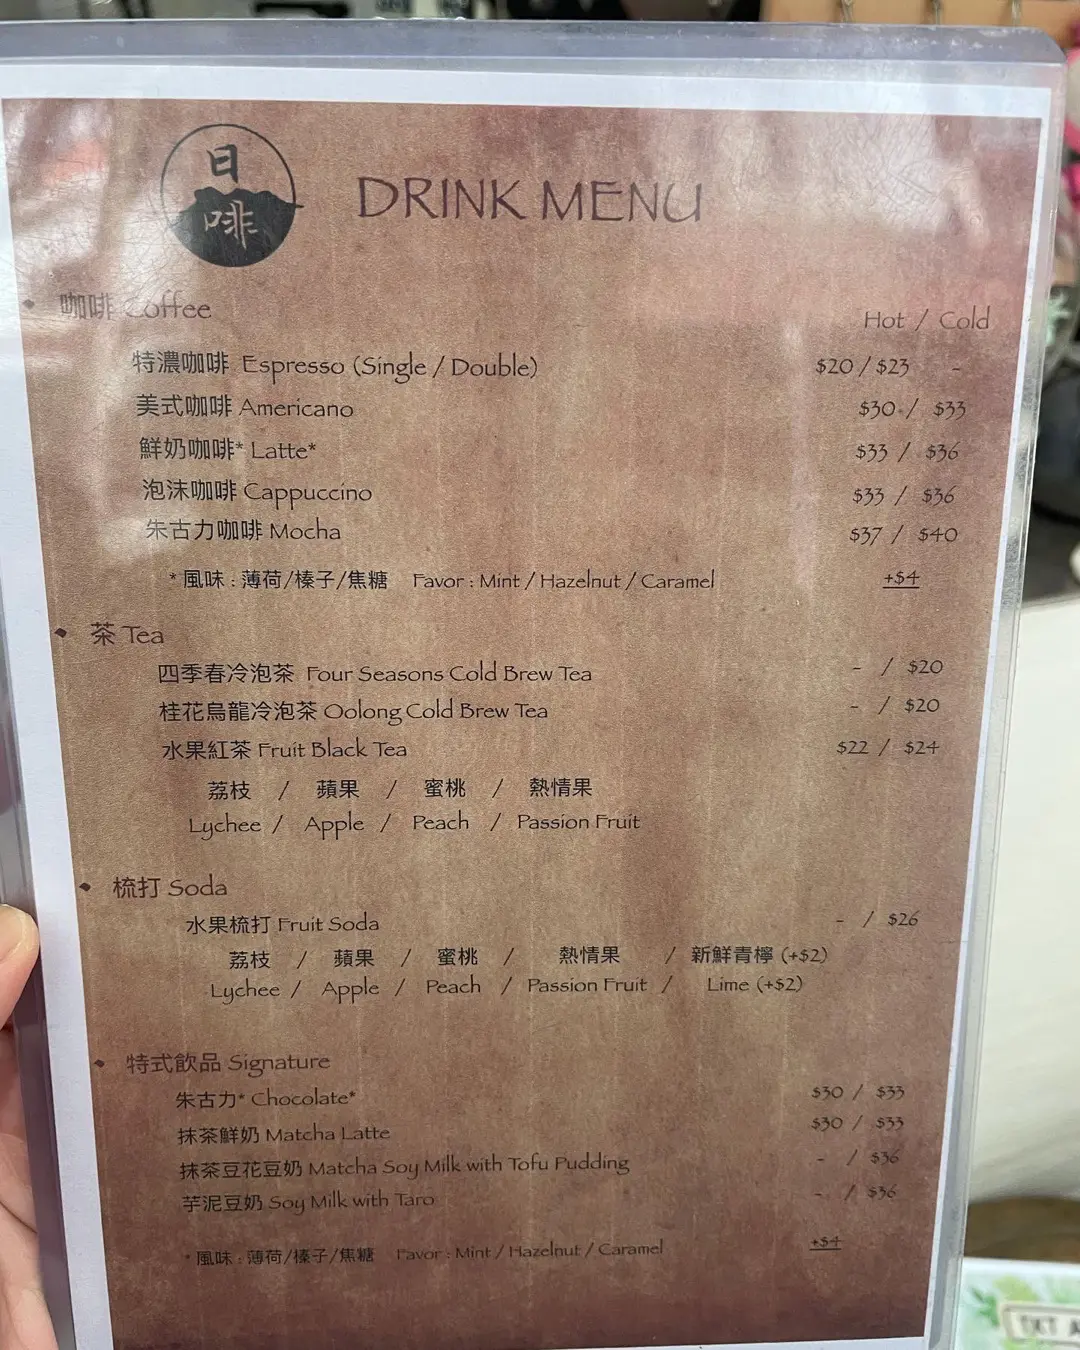 日
啡
DRINK MENU
咖啡 Coffee
Hot / Cold
特濃咖啡 Espresso (Single / Double) $20 / $23 -
美式咖啡 Americano $30 / $33
鮮奶咖啡* Latte* $33 / $36
泡沫咖啡 Cappuccino $33 / $36
朱古力咖啡 Mocha $37 / $40
* 風味 : 薄荷/榛子/焦糖 Favor : Mint / Hazelnut / Caramel +$4
茶 Tea
四季春冷泡茶 Four Seasons Cold Brew Tea - / $20
桂花烏龍冷泡茶 Oolong Cold Brew Tea - / $20
水果紅茶 Fruit Black Tea $22 / $24
荔枝 / 蘋果 / 蜜桃 / 熱情果
Lychee / Apple / Peach / Passion Fruit
梳打 Soda
水果梳打 Fruit Soda - / $26
荔枝 / 蘋果 / 蜜桃 / 熱情果 / 新鮮青檸 (+$2)
Lychee / Apple / Peach / Passion Fruit / Lime (+$2)
特式飲品 Signature
朱古力* Chocolate* $30 / $33
抹茶鮮奶 Matcha Latte $30 / $33
抹茶豆花豆奶 Matcha Soy Milk with Tofu Pudding - / $36
芋泥豆奶 Soy Milk with Taro - / $36
* 風味 : 薄荷/榛子/焦糖 Favor : Mint / Hazelnut / Caramel +$4